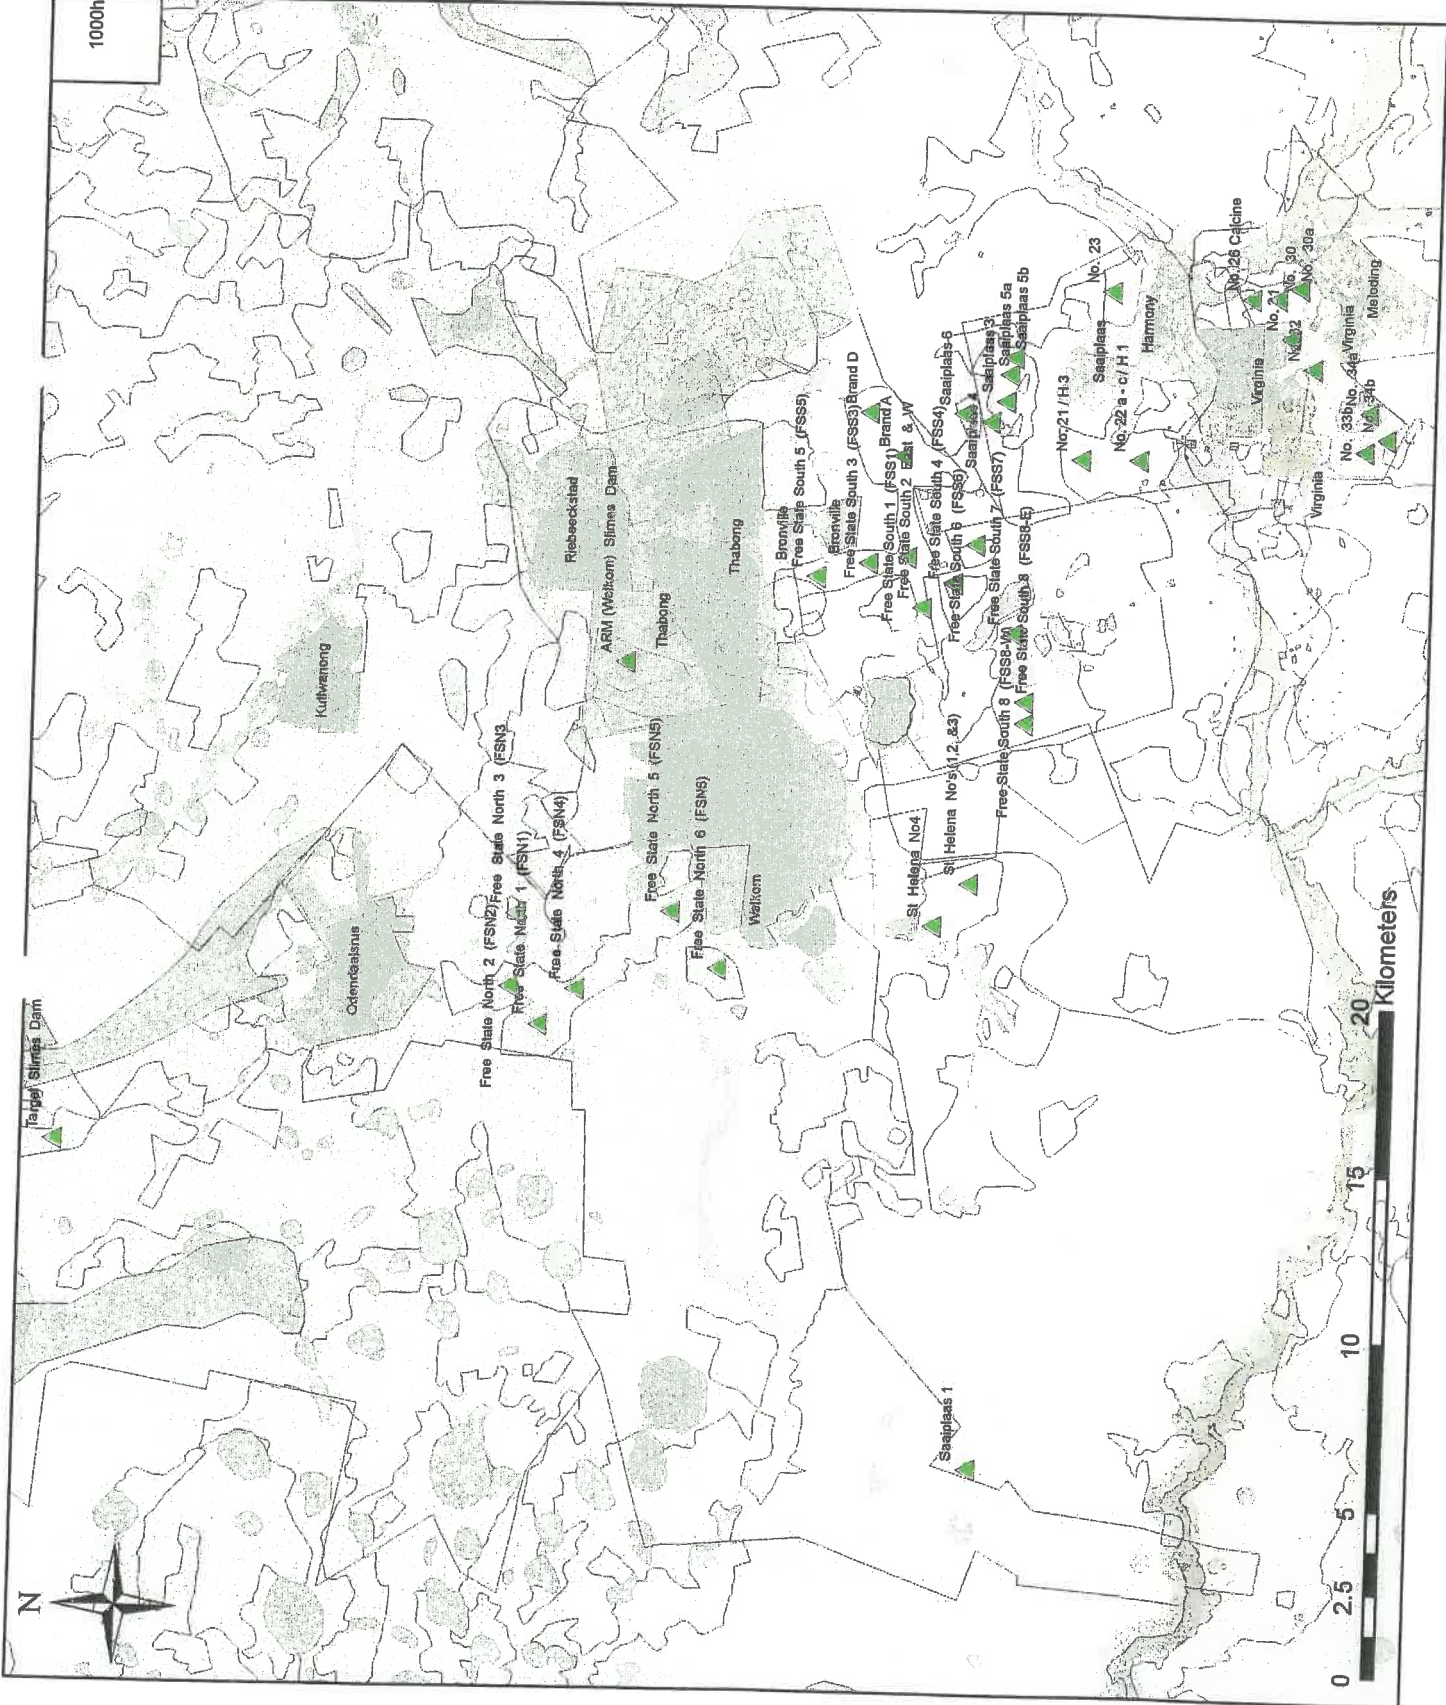 N
1000h
Target Slimes Dam
Odendaalsrus
Kutlwanong
Free State North 2 (FSN2)
Free State North 3 (FSN3
Free State North 1 (FSN1)
Free State North 4 (FSN4)
Riebeeckstad
ARM (Welkom) Slimes Dam
Thabong
Free State North 5 (FSN5)
Free State North 6 (FSN6)
Thabong
Welkom
Bronville
Free State South 5 (FSS5)
Bronville
Free State South 3 (FSS3)
Brand D
Free State South 1 (FSS1)
Brand A
Free State South 2 East & W
Free State South 4 (FSS4)
Saaiplaas 6
Free State South 6 (FSS6)
Saaiplaas 4
Saaiplaas 3
Free State South 7 (FSS7)
Saaiplaas 5a
Saaiplaas 5b
Free State South 8 (FSS8-W)
Free State South 8 (FSS8-E)
St Helena No4
St Helena No's (1,2, &3)
Saaiplaas 1
No. 21 / H 3
No. 23
Saaiplaas
No. 22 a - c / H 1
Harmony
No. 26 Calcine
Virginia
No. 21
No. 30
No. 30a
No. 32
Virginia
No. 33b
No. 34a
Virginia
No. 34b
Meloding
0
2.5
5
10
15
20
Kilometers